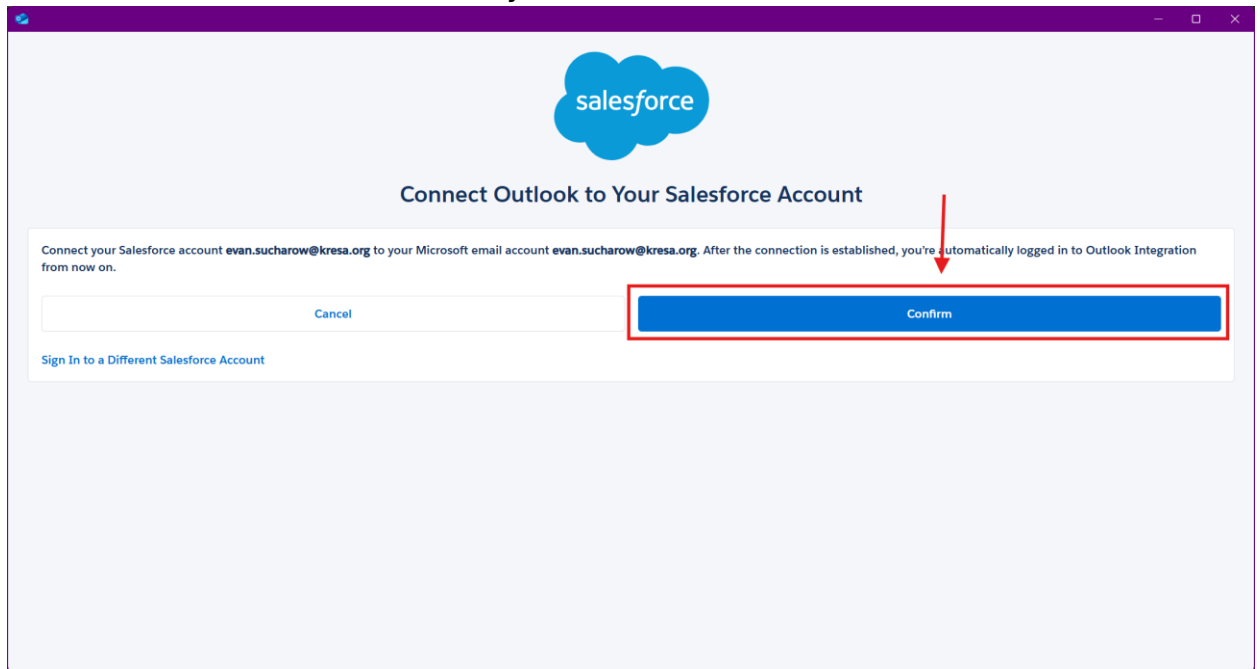 salesforce
Connect Outlook to Your Salesforce Account
Connect your Salesforce account evan.sucharow@kresa.org to your Microsoft email account evan.sucharow@kresa.org. After the connection is established, you're automatically logged in to Outlook Integration
from now on.
Cancel
Confirm
Sign In to a Different Salesforce Account